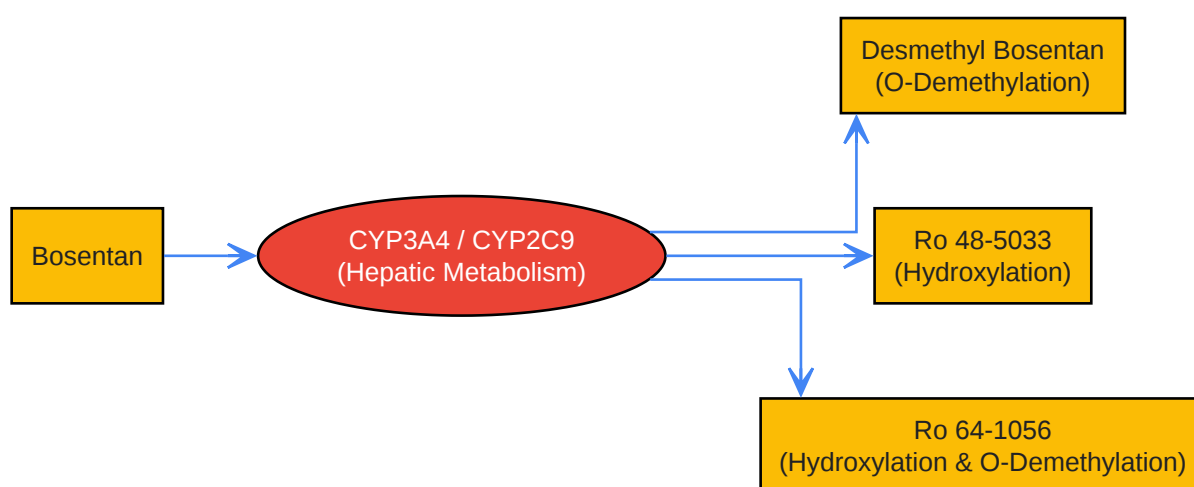 Desmethyl Bosentan
(O-Demethylation)
Bosentan
CYP3A4 / CYP2C9
(Hepatic Metabolism)
Ro 48-5033
(Hydroxylation)
Ro 64-1056
(Hydroxylation & O-Demethylation)